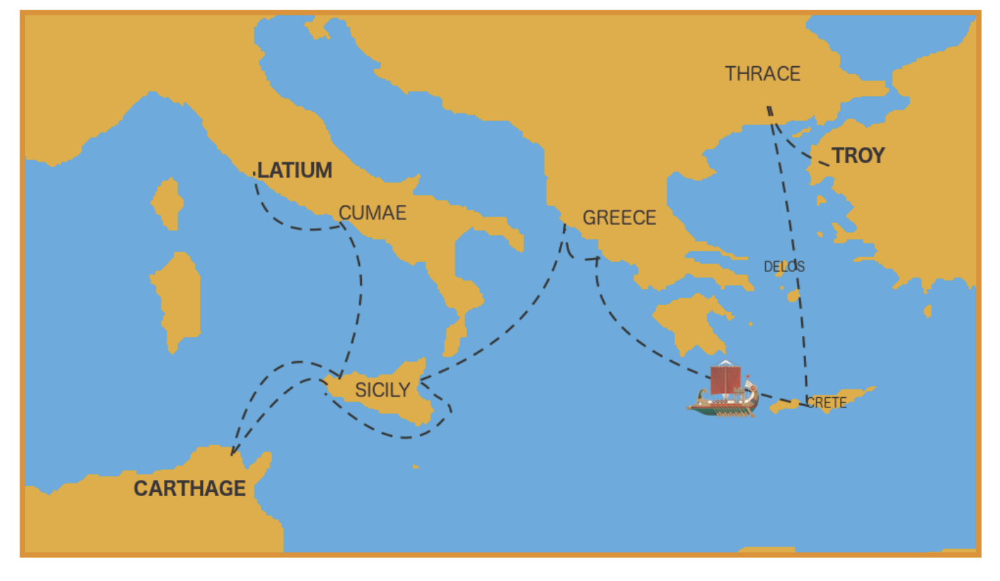 THRACE
TROY
LATIUM
CUMAE
GREECE
DELOS
SICILY
CRETE
CARTHAGE